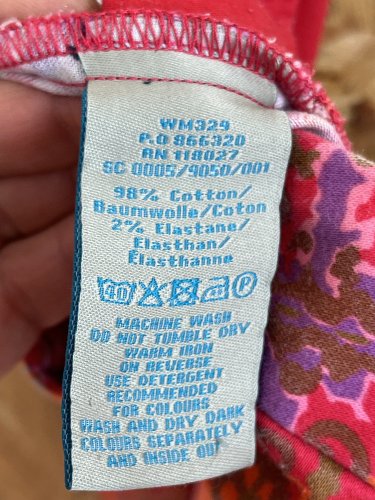 WM329
P.O 866320
RN 118027
SC 0005/9050/001
98% Cotton/
Baumwolle/Coton
2% Elastane/
Elasthan/
Élasthanne
40 P
MACHINE WASH
DO NOT TUMBLE DRY
WARM IRON
ON REVERSE
USE DETERGENT
RECOMMENDED
FOR COLOURS
WASH AND DRY DARK
COLOURS SEPARATELY
AND INSIDE OUT